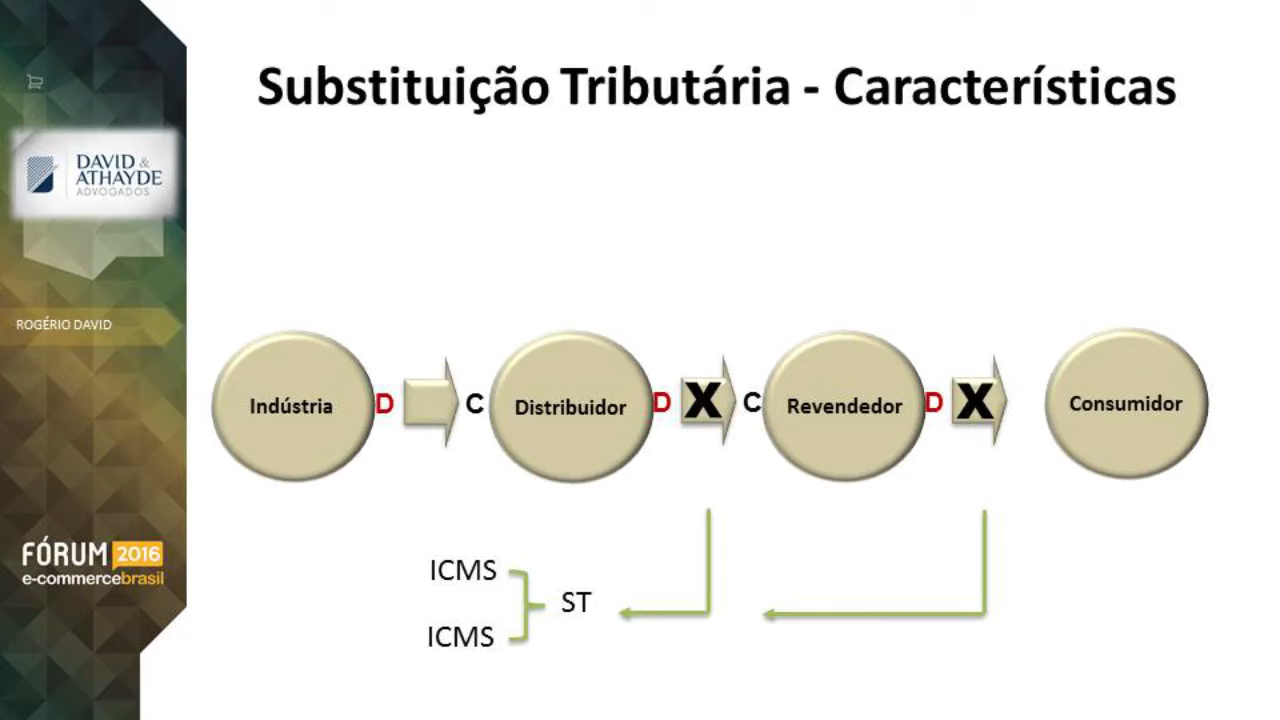 Substituição Tributária - Características
DAVID &
ATHAYDE
ADVOGADOS
ROGÉRIO DAVID
Indústria D C Distribuidor D X C Revendedor D X Consumidor
FÓRUM 2016
e-commercebrasil
ICMS
ST
ICMS